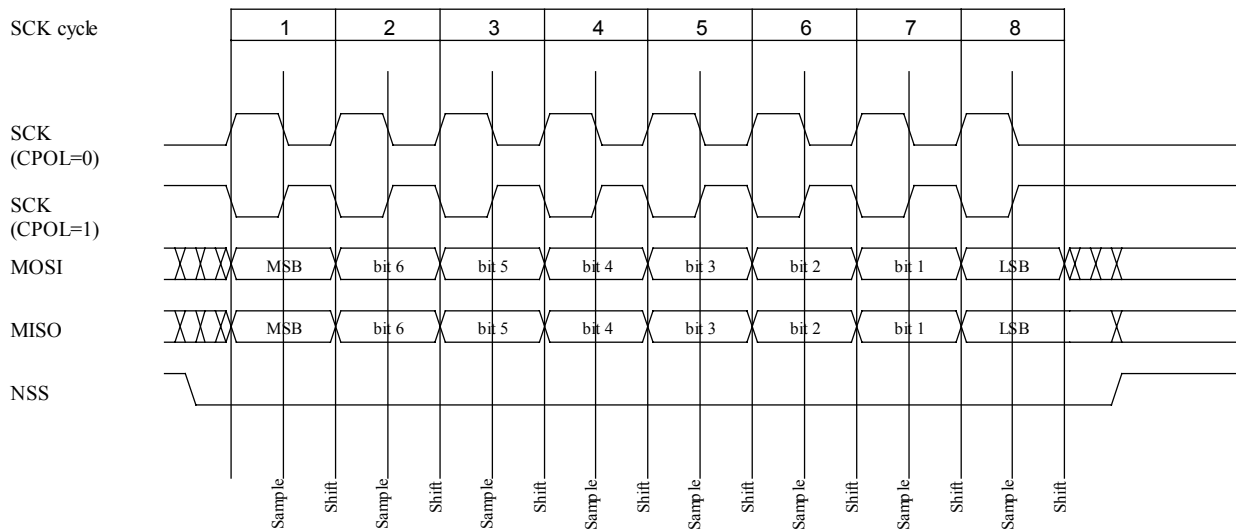 SCK cycle 1 2 3 4 5 6 7 8
SCK
(CPOL=0)
SCK
(CPOL=1)
MOSI MSB bit 6 bit 5 bit 4 bit 3 bit 2 bit 1 LSB
MISO MSB bit 6 bit 5 bit 4 bit 3 bit 2 bit 1 LSB
NSS
Sample Shift Sample Shift Sample Shift Sample Shift Sample Shift Sample Shift Sample Shift Sample Shift